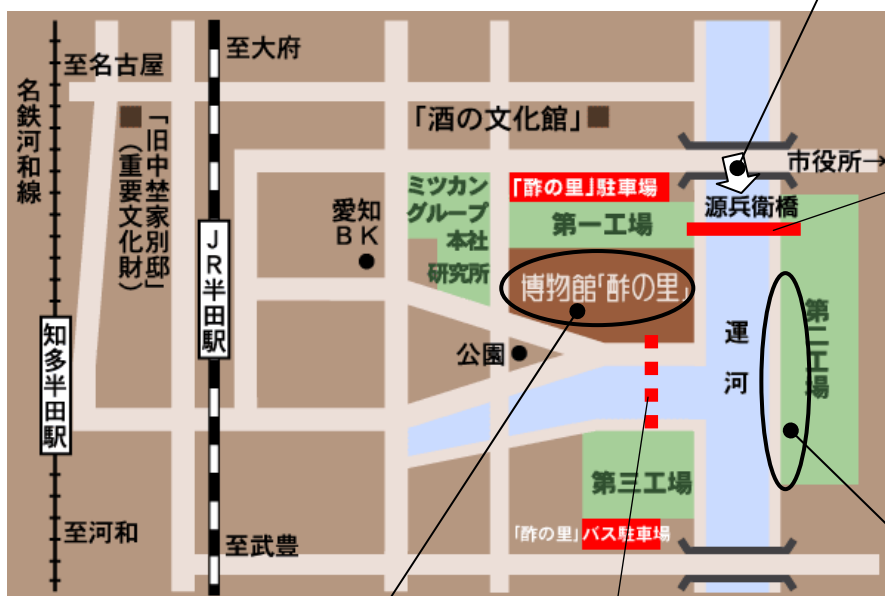 至大府
至名古屋
名鉄河和線
「旧中埜家別邸」
（重要文化財）
「酒の文化館」
市役所→
源兵衛橋
ミツカン
グループ
本社
研究所
「酢の里」駐車場
第一工場
愛知
ＢＫ
博物館「酢の里」
ＪＲ半田駅
知多半田駅
公園
運河
第二工場
第三工場
「酢の里」バス駐車場
至河和
至武豊